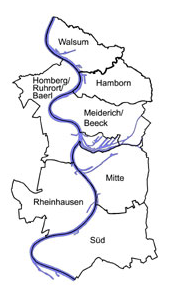 Walsum
Homberg/
Ruhrort/
Baerl
Hamborn
Meiderich/
Beeck
Mitte
Rheinhausen
Süd